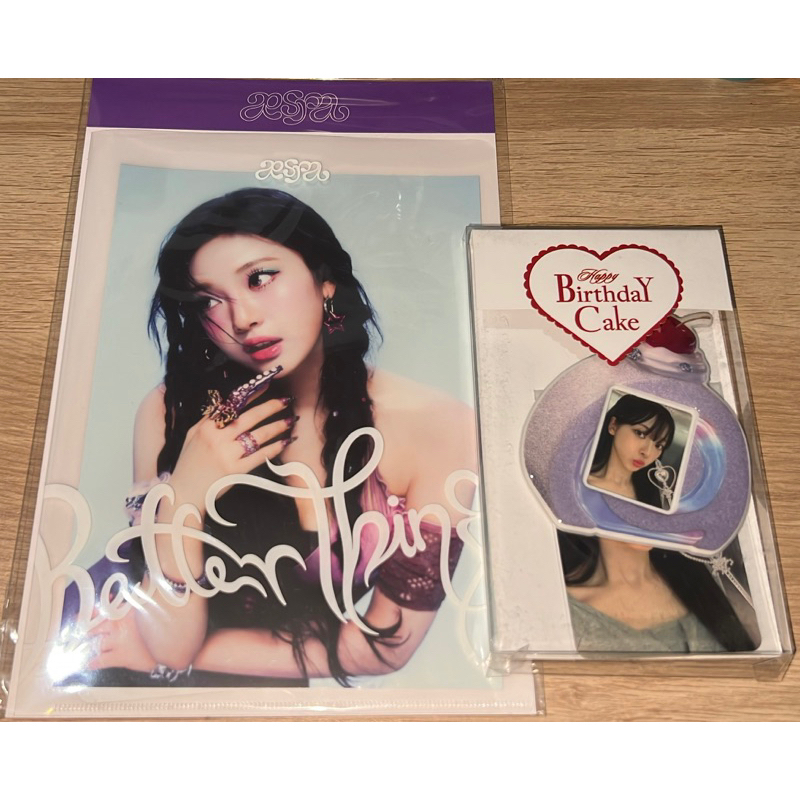 aespa
aespa
Better Things
Happy
BirthdaY
Cake